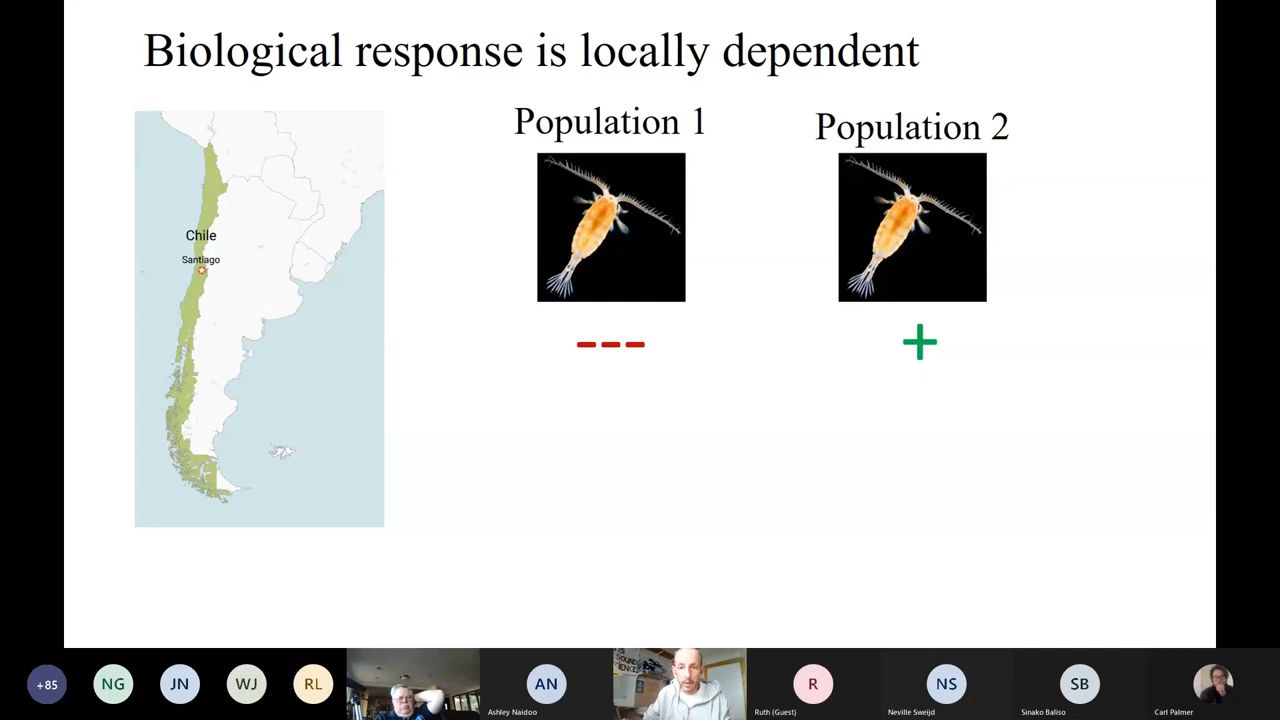 Biological response is locally dependent
Population 1
Population 2
Chile
Santiago
---
+
+85
NG
JN
WJ
RL
AN
Ashley Naidoo
R
Ruth (Guest)
NS
Neville Sweijd
SB
Sinako Baliso
Carl Palmer